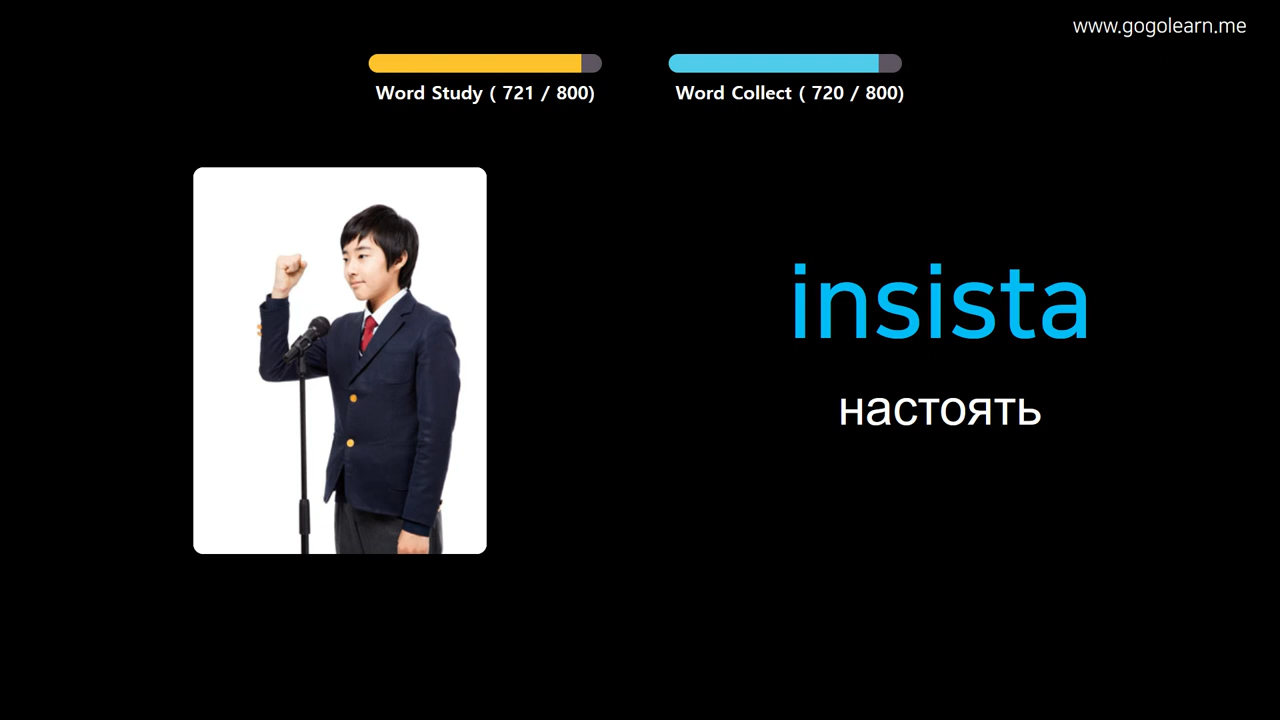 www.gogolearn.me
Word Study ( 721 / 800)
Word Collect ( 720 / 800)
insista
настоять